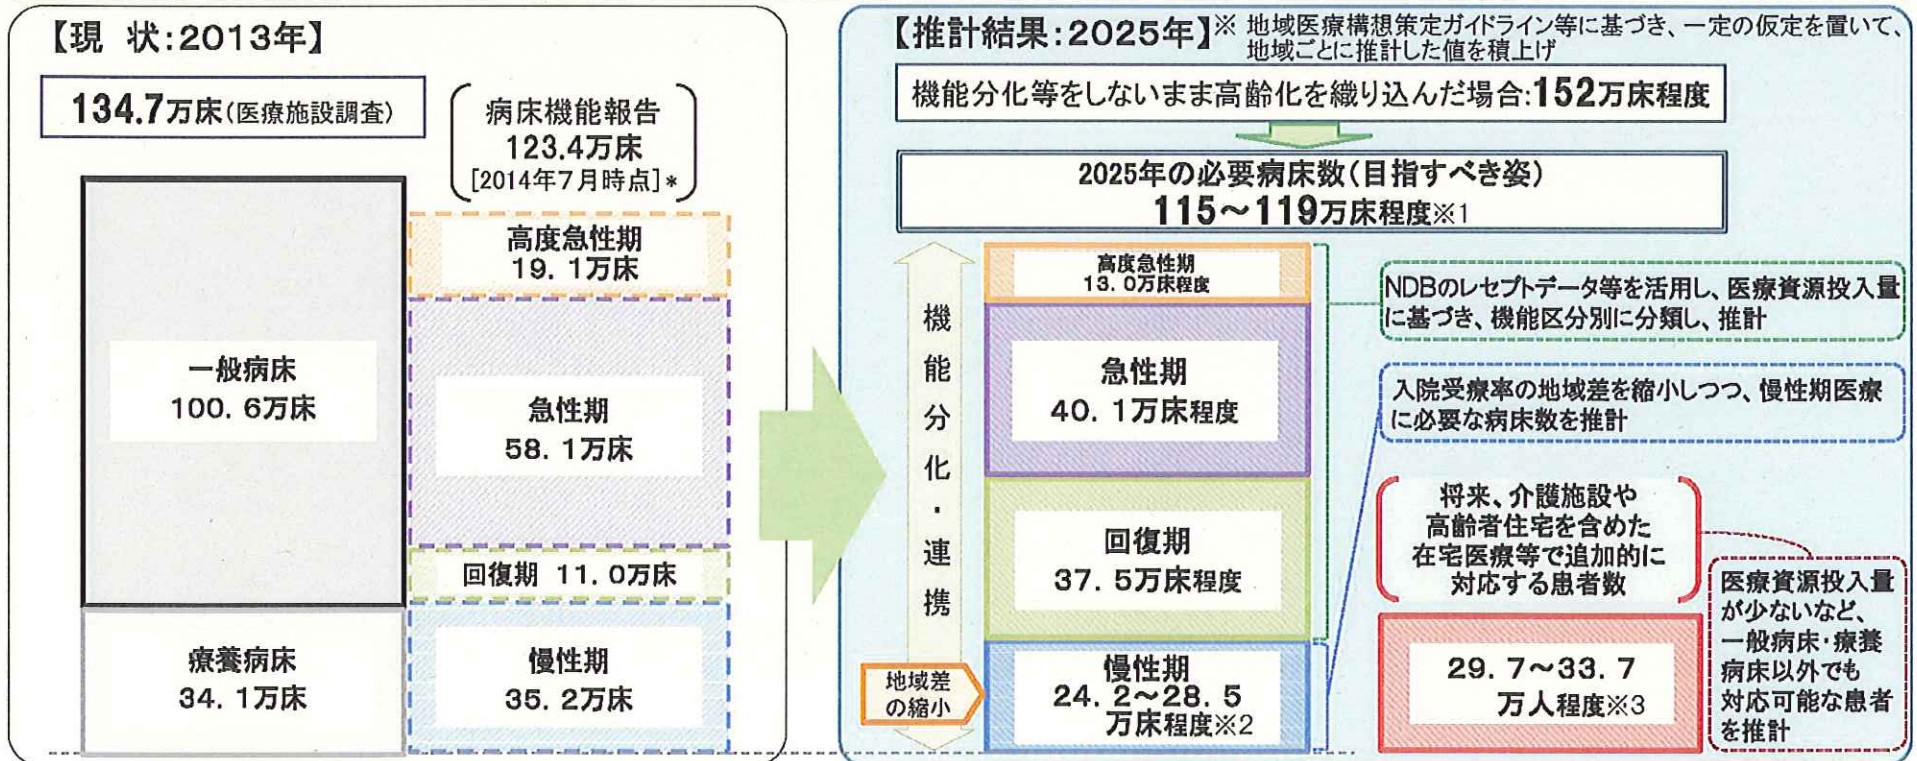 【現　状：2013年】
134.7万床(医療施設調査)
病床機能報告
123.4万床
[2014年7月時点]*
一般病床
100．6万床
療養病床
34．1万床
高度急性期
19．1万床
急性期
58．1万床
回復期 11．0万床
慢性期
35．2万床
【推計結果：2025年】※ 地域医療構想策定ガイドライン等に基づき、一定の仮定を置いて、
地域ごとに推計した値を積上げ
機能分化等をしないまま高齢化を織り込んだ場合：152万床程度
2025年の必要病床数（目指すべき姿）
115～119万床程度※1
機能分化・連携
地域差
の縮小
高度急性期
13．0万床程度
急性期
40．1万床程度
回復期
37．5万床程度
慢性期
24．2～28．5
万床程度※2
NDBのレセプトデータ等を活用し、医療資源投入量
に基づき、機能区分別に分類し、推計
入院受療率の地域差を縮小しつつ、慢性期医療
に必要な病床数を推計
将来、介護施設や
高齢者住宅を含めた
在宅医療等で追加的に
対応する患者数
29．7～33．7
万人程度※3
医療資源投入量
が少ないなど、
一般病床・療養
病床以外でも
対応可能な患者
を推計